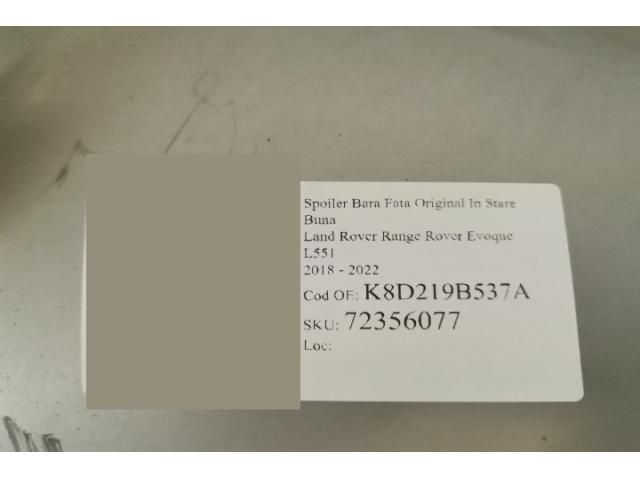 Spoiler Bara Fata Original In Stare
Buna
Land Rover Range Rover Evoque
L551
2018 - 2022
Cod OE: K8D219B537A
SKU: 72356077
Loc: